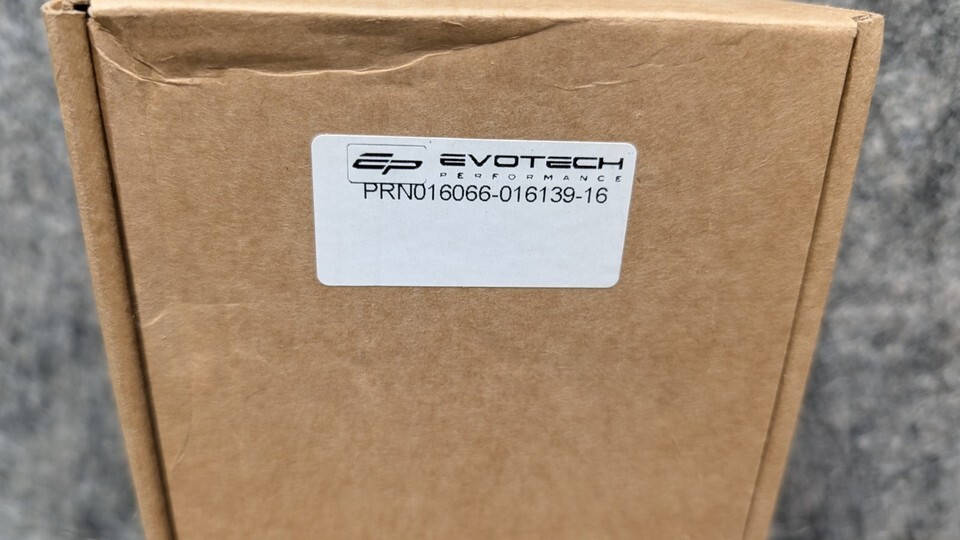 EP EVOTECH
PERFORMANCE
PRN016066-016139-16